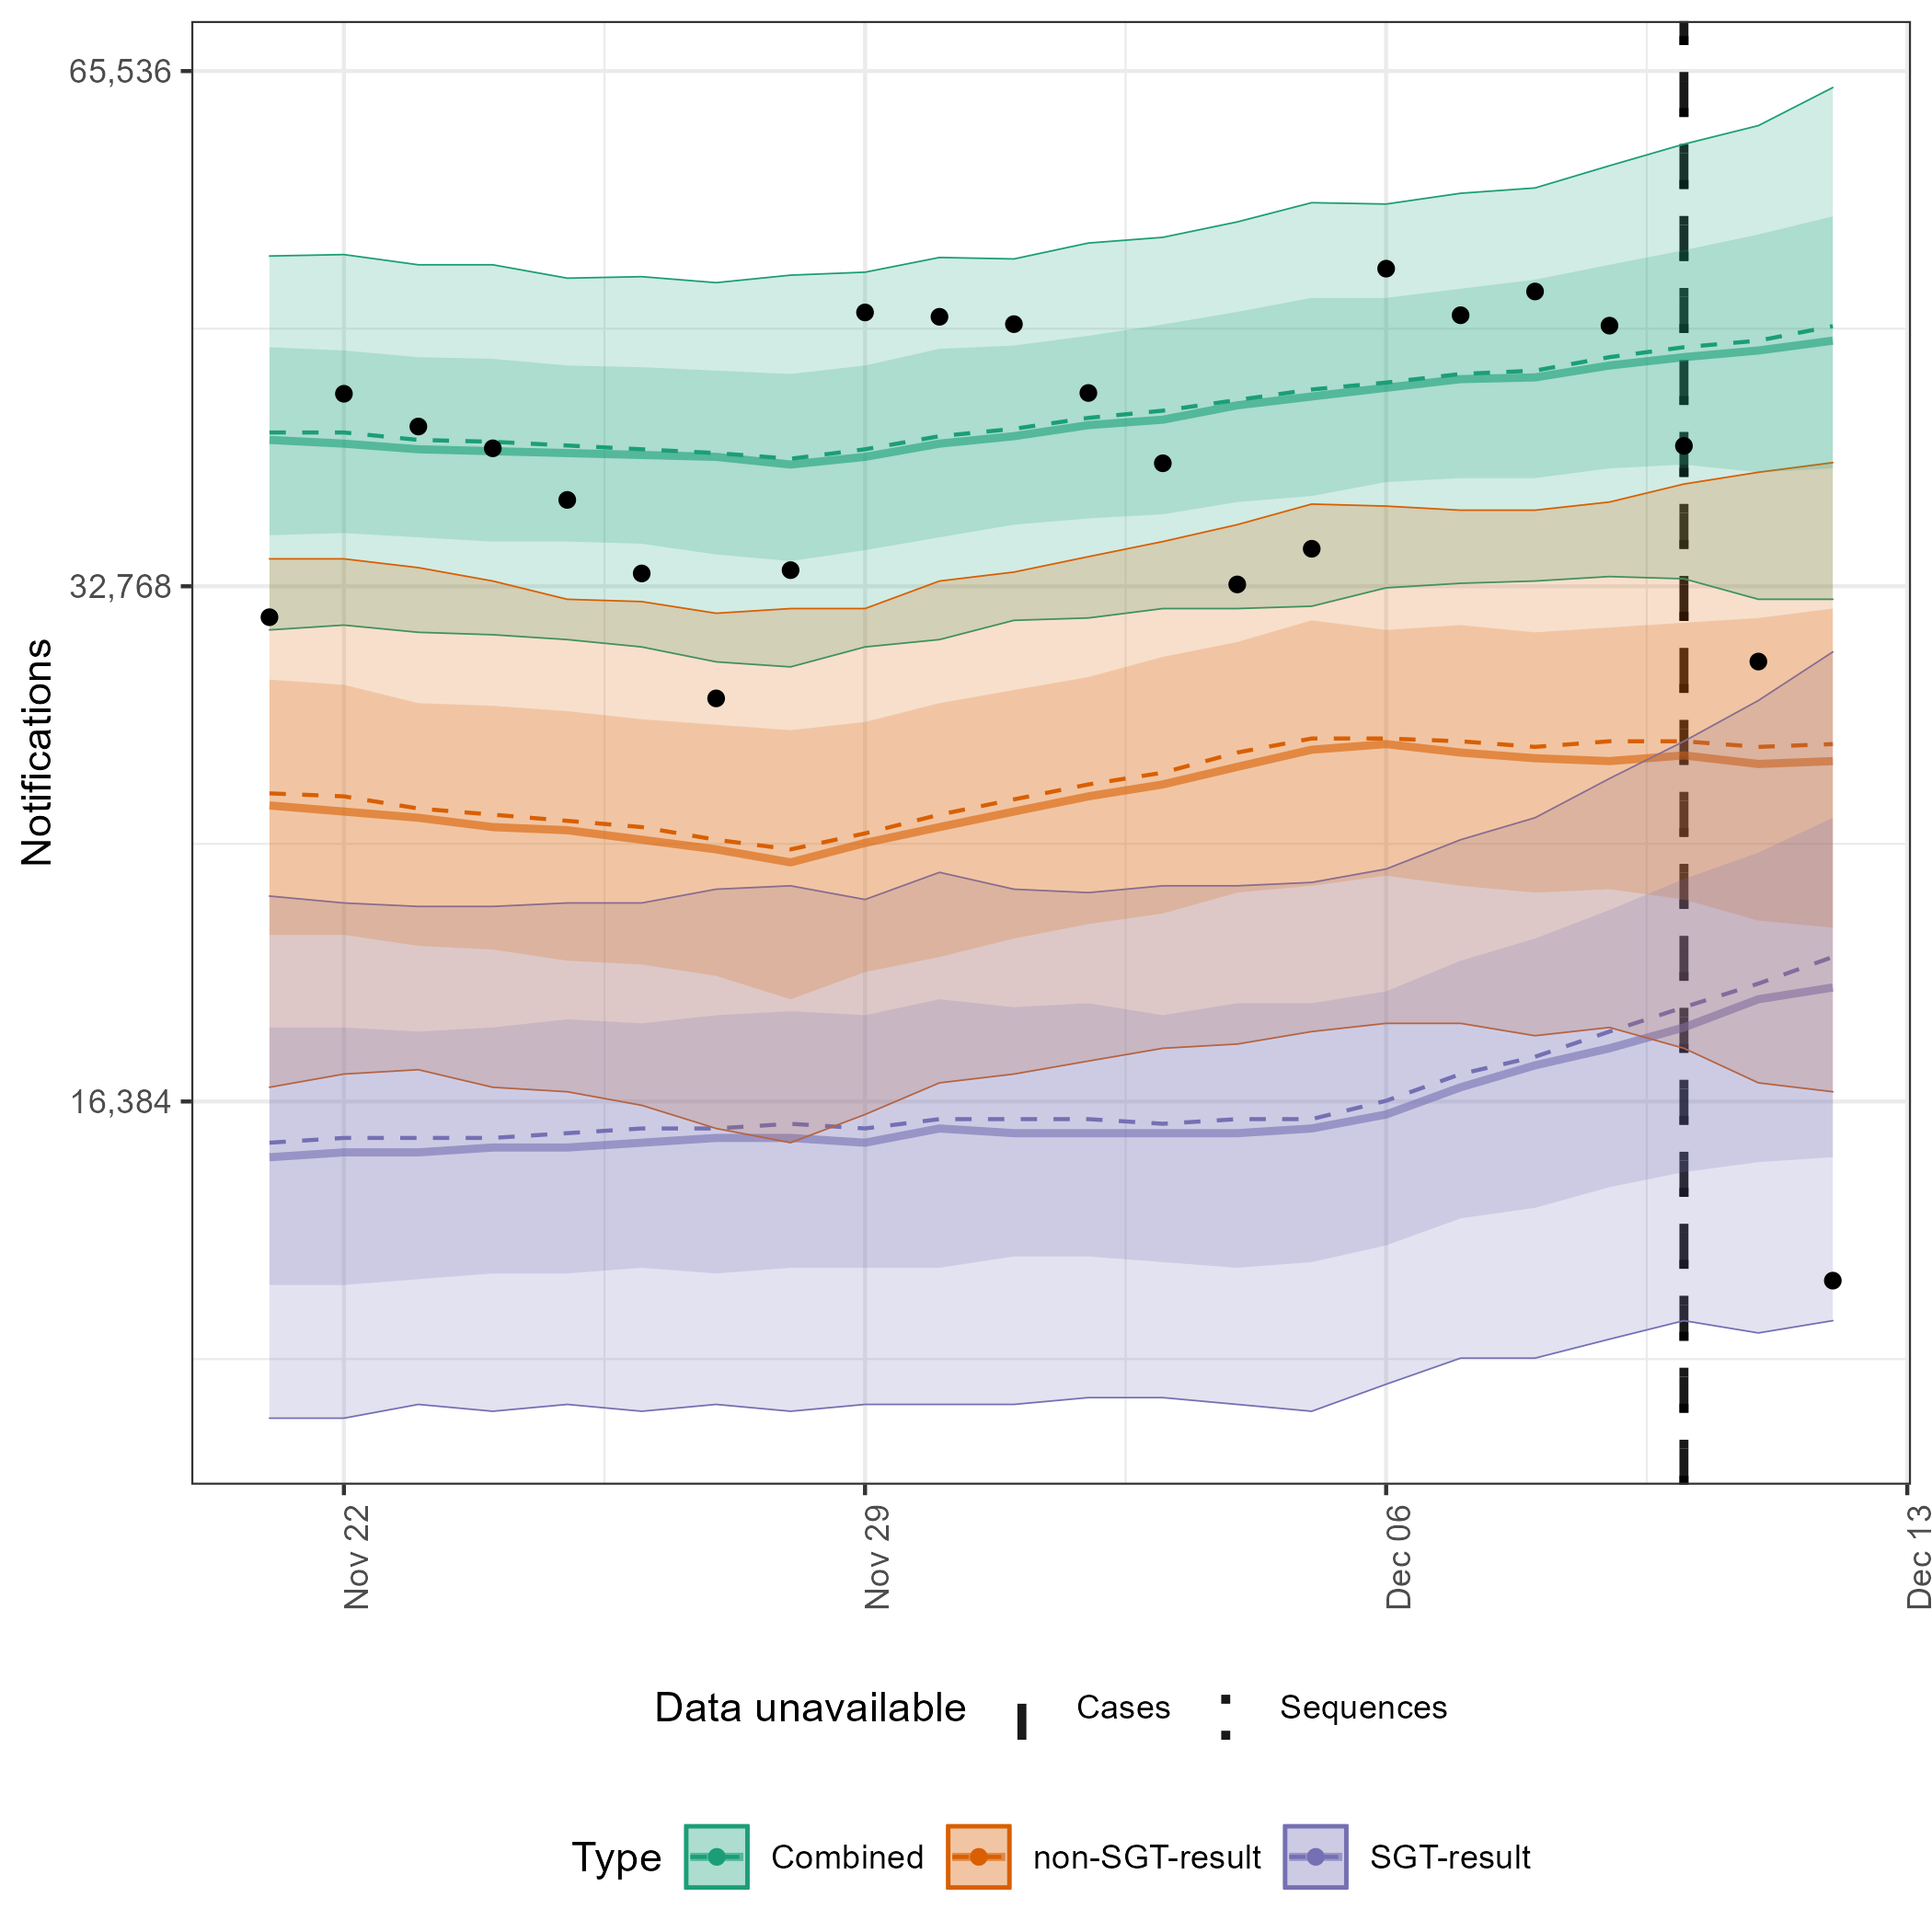 65,536
32,768
16,384
Notifications
Nov 22
Nov 29
Dec 06
Dec 13
Data unavailable Cases Sequences
Type Combined non-SGT-result SGT-result